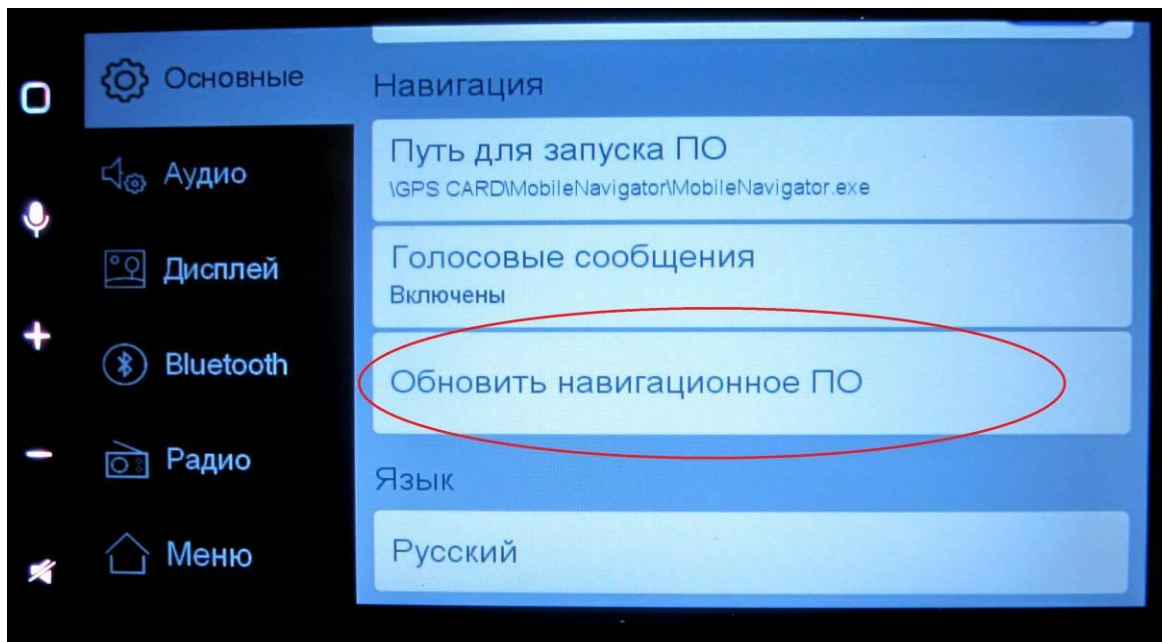 Основные
Аудио
Дисплей
Bluetooth
Радио
Меню
Навигация
Путь для запуска ПО
\GPS CARD\MobileNavigator\MobileNavigator.exe
Голосовые сообщения
Включены
Обновить навигационное ПО
Язык
Русский